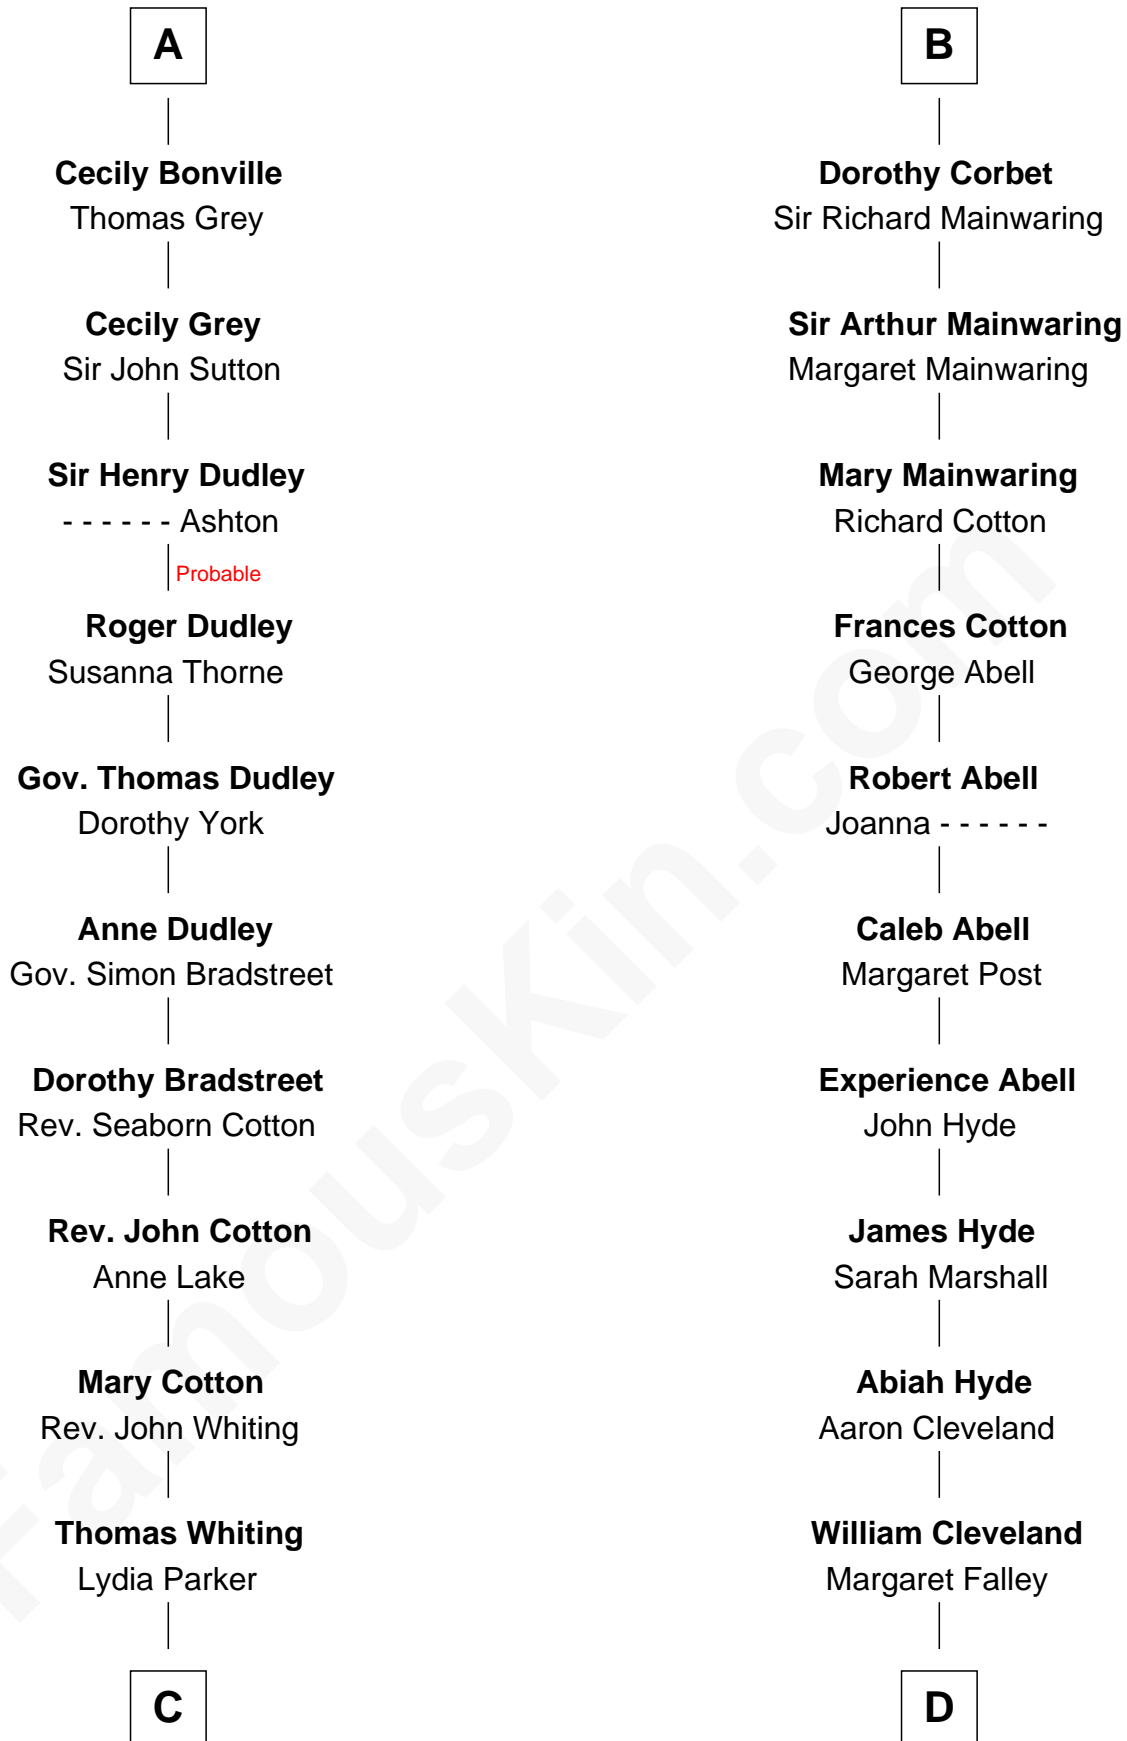 A
Cecily Bonville
Thomas Grey
Cecily Grey
Sir John Sutton
Sir Henry Dudley
- - - - - - Ashton
Probable
Roger Dudley
Susanna Thorne
Gov. Thomas Dudley
Dorothy York
Anne Dudley
Gov. Simon Bradstreet
Dorothy Bradstreet
Rev. Seaborn Cotton
Rev. John Cotton
Anne Lake
Mary Cotton
Rev. John Whiting
Thomas Whiting
Lydia Parker
C
B
Dorothy Corbet
Sir Richard Mainwaring
Sir Arthur Mainwaring
Margaret Mainwaring
Mary Mainwaring
Richard Cotton
Frances Cotton
George Abell
Robert Abell
Joanna - - - - - -
Caleb Abell
Margaret Post
Experience Abell
John Hyde
James Hyde
Sarah Marshall
Abiah Hyde
Aaron Cleveland
William Cleveland
Margaret Falley
D
FamousKin.com